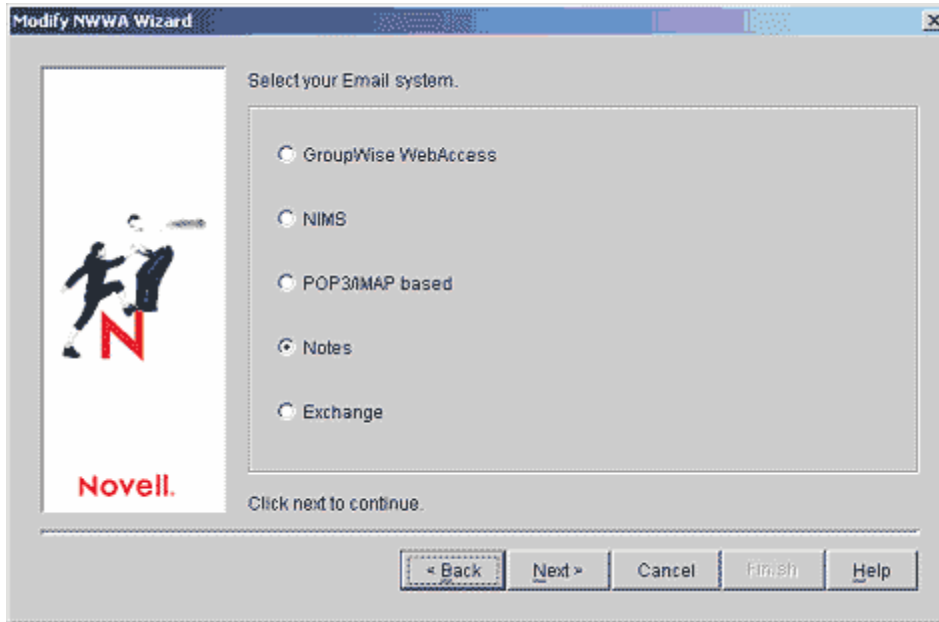 Modify NWWA Wizard
Select your Email system.
GroupWise WebAccess
NIMS
POP3/IMAP based
Notes
Exchange
N
Novell.
Click next to continue.
< Back Next > Cancel Finish Help